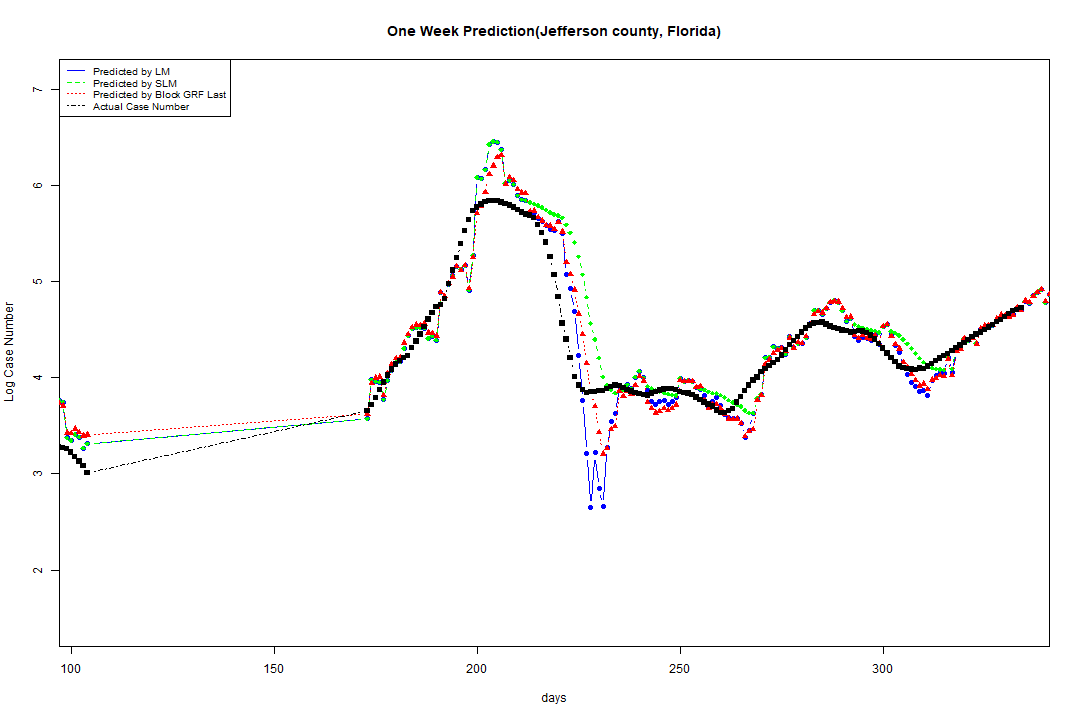 One Week Prediction(Jefferson county, Florida)
Predicted by LM
Predicted by SLM
Predicted by Block GRF Last
Actual Case Number
7
6
5
4
3
2
Log Case Number
100 150 200 250 300
days